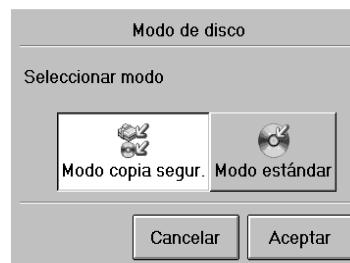 Modo de disco
Seleccionar modo
Modo copia segur. Modo estándar
Cancelar Aceptar